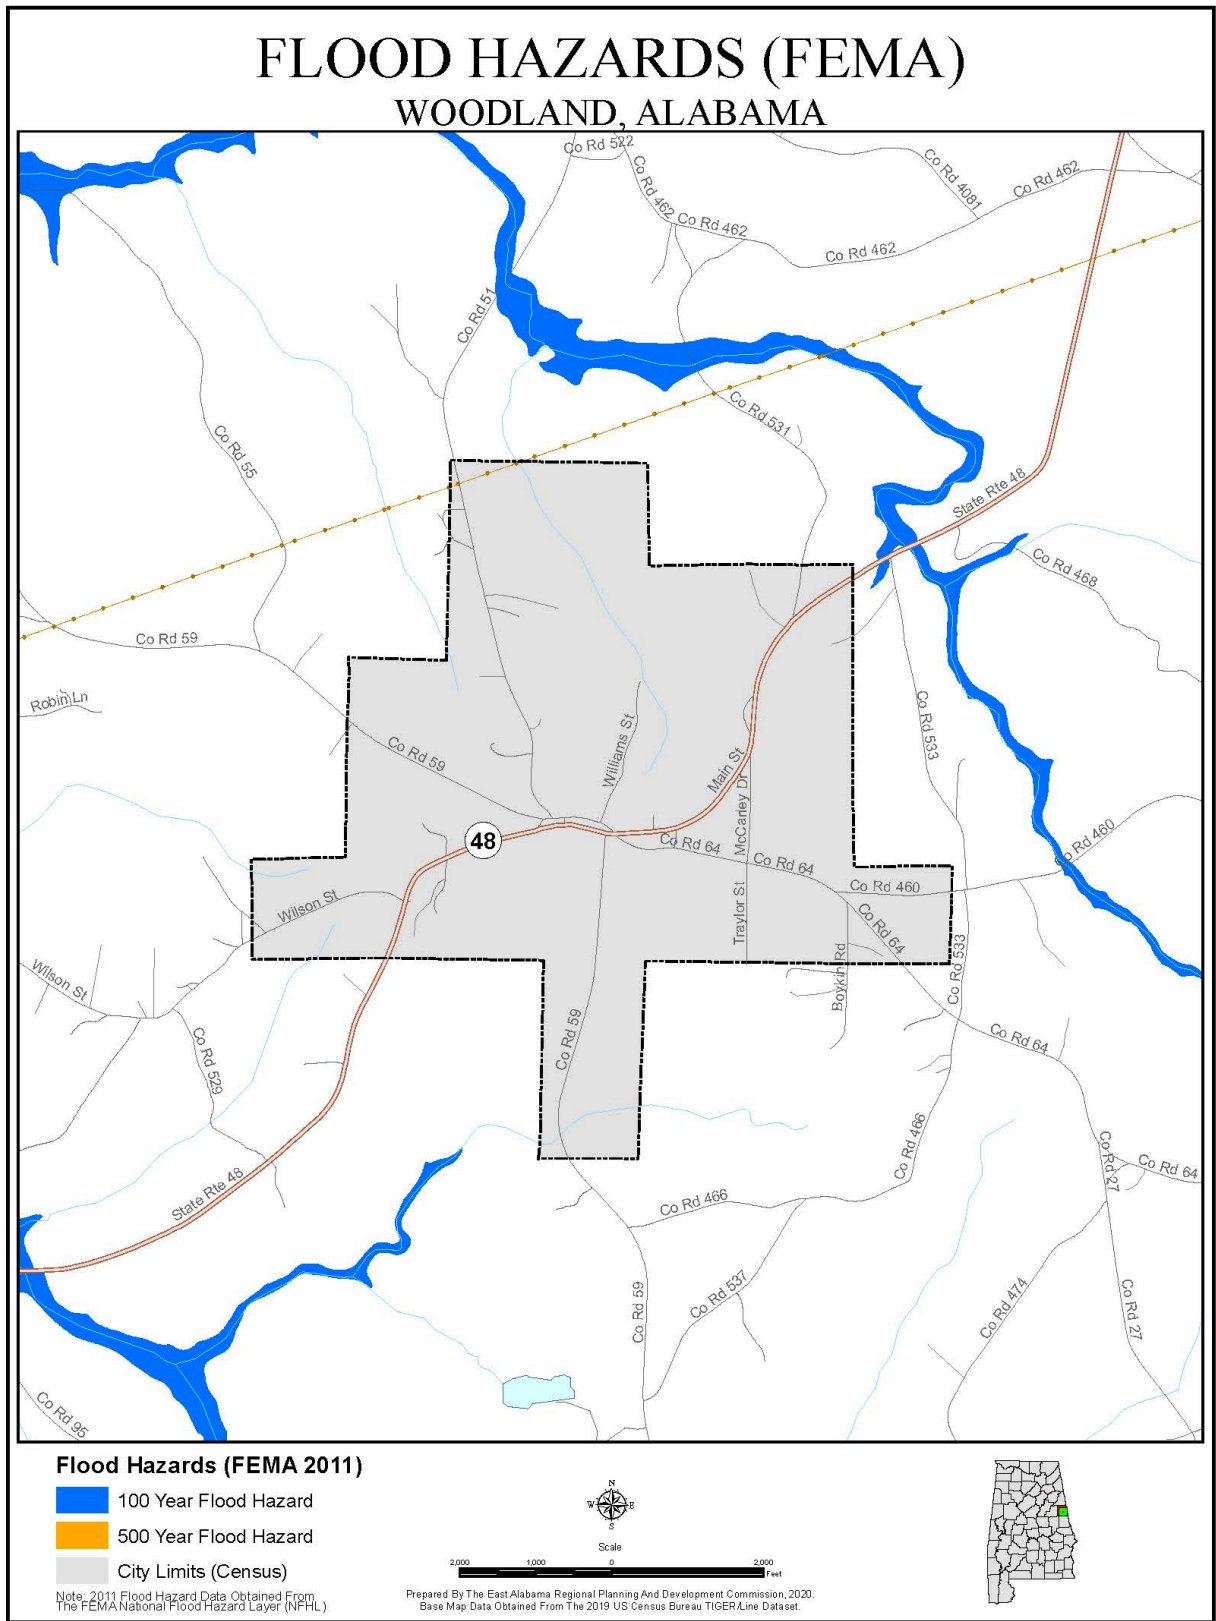 FLOOD HAZARDS (FEMA)
WOODLAND, ALABAMA
Co Rd 522
Co Rd 462
Co Rd 4081
Co Rd 462
Co Rd 462
Co Rd 462
Co Rd 51
Co Rd 531
Co Rd 55
State Rte 48
Co Rd 468
Co Rd 59
Robin Ln
Co Rd 533
Co Rd 59
Williams St
Main St
McCarley Dr
48
Co Rd 64
Co Rd 64
Co Rd 460
Co Rd 460
Wilson St
Traylor St
Co Rd 64
Wilson St
Boykin Rd
Co Rd 533
Co Rd 59
Co Rd 529
Co Rd 64
Co Rd 466
Co Rd 27
Co Rd 64
State Rte 48
Co Rd 466
Co Rd 59
Co Rd 537
Co Rd 474
Co Rd 27
Co Rd 95
Flood Hazards (FEMA 2011)
100 Year Flood Hazard
500 Year Flood Hazard
City Limits (Census)
Note: 2011 Flood Hazard Data Obtained From
The FEMA National Flood Hazard Layer (NFHL)
N
W E
S
Scale
2,000 1,000 0 2,000
Feet
Prepared By The East Alabama Regional Planning And Development Commission, 2020.
Base Map Data Obtained From The 2019 US Census Bureau TIGER/Line Dataset.